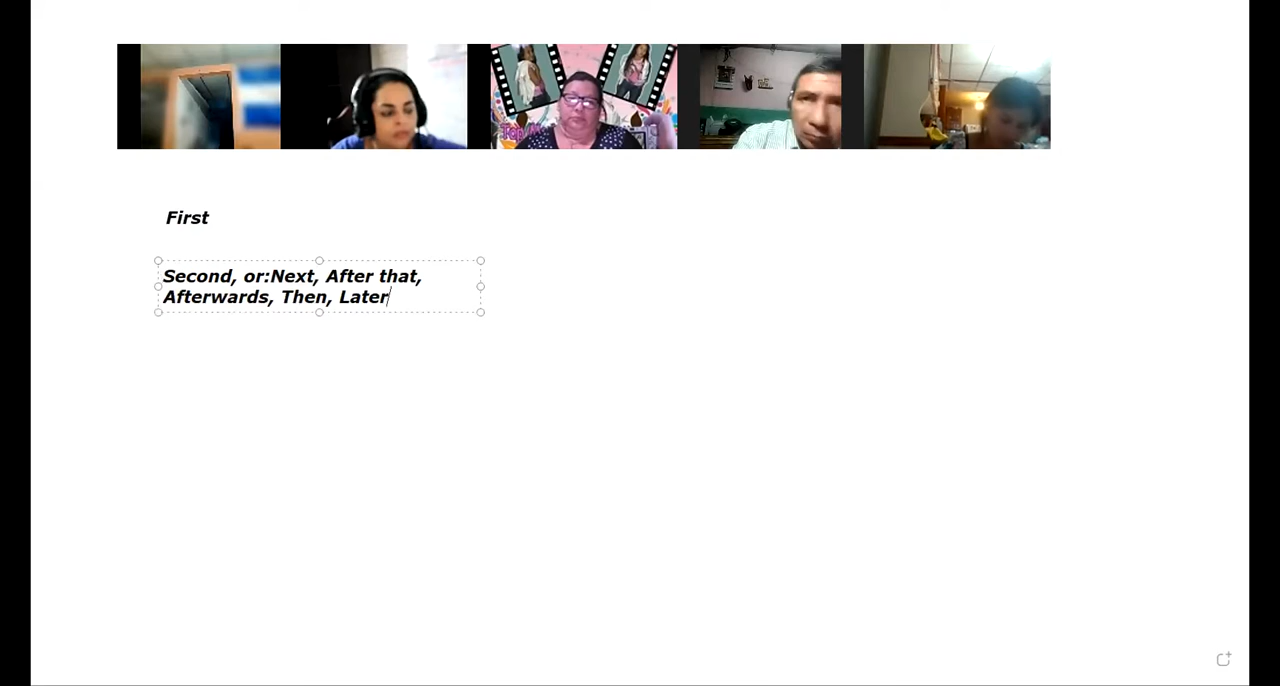 First
Second, or:Next, After that,
Afterwards, Then, Later